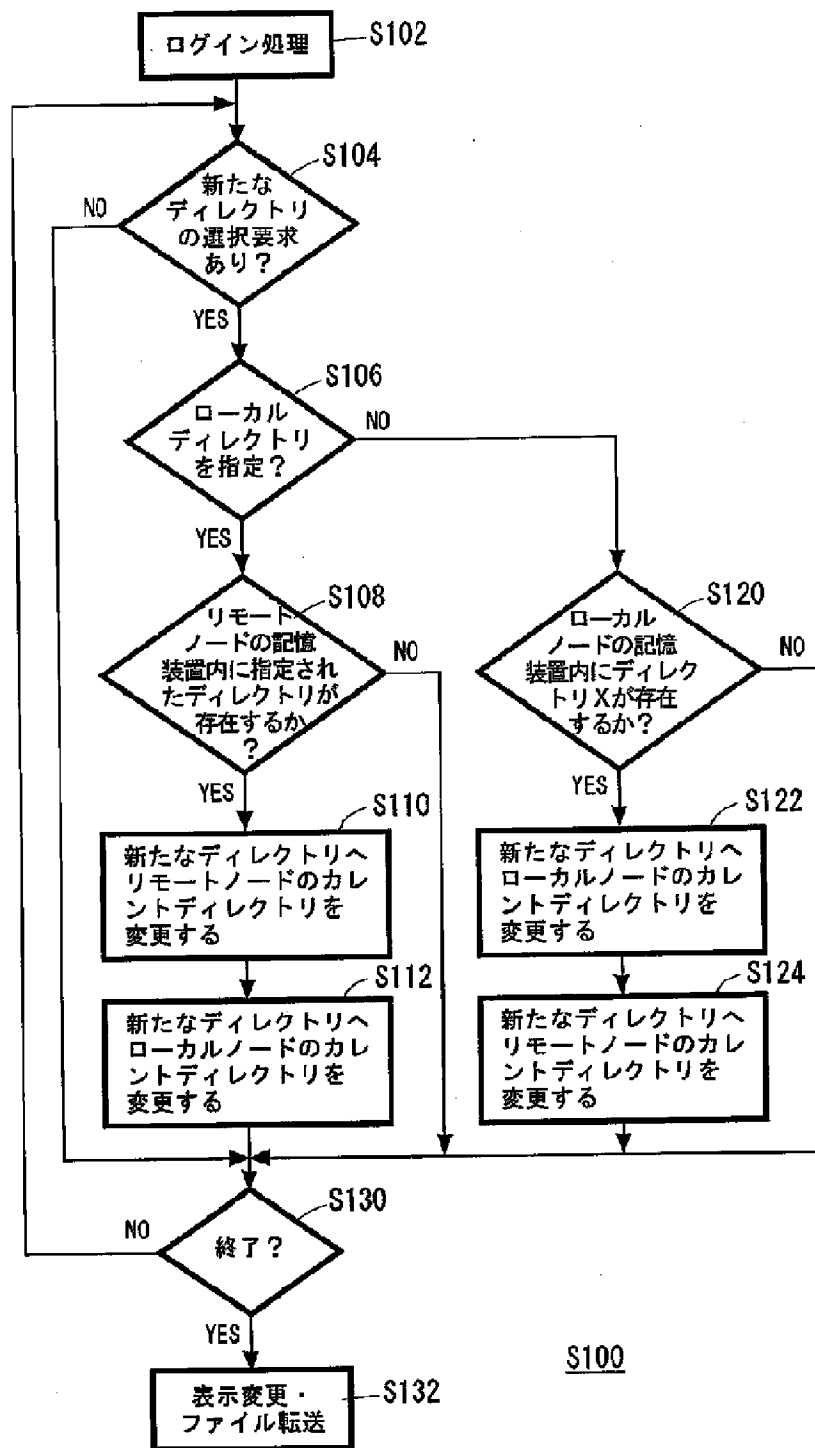 ログイン処理
S102
S104
新たな
ディレクトリ
の選択要求
あり?
NO
YES
S106
ローカル
ディレクトリ
を指定?
NO
YES
S108
リモート
ノードの記憶
装置内に指定され
たディレクトリが
存在するか
?
NO
YES
S120
ローカル
ノードの記憶
装置内にディレク
トリXが存在
するか?
NO
YES
S110
新たなディレクトリへ
リモートノードのカレ
ントディレクトリを
変更する
S122
新たなディレクトリへ
ローカルノードのカレ
ントディレクトリを
変更する
S112
新たなディレクトリへ
ローカルノードのカレ
ントディレクトリを
変更する
S124
新たなディレクトリへ
リモートノードのカレ
ントディレクトリを
変更する
S130
終了?
NO
YES
S100
表示変更・
ファイル転送
S132